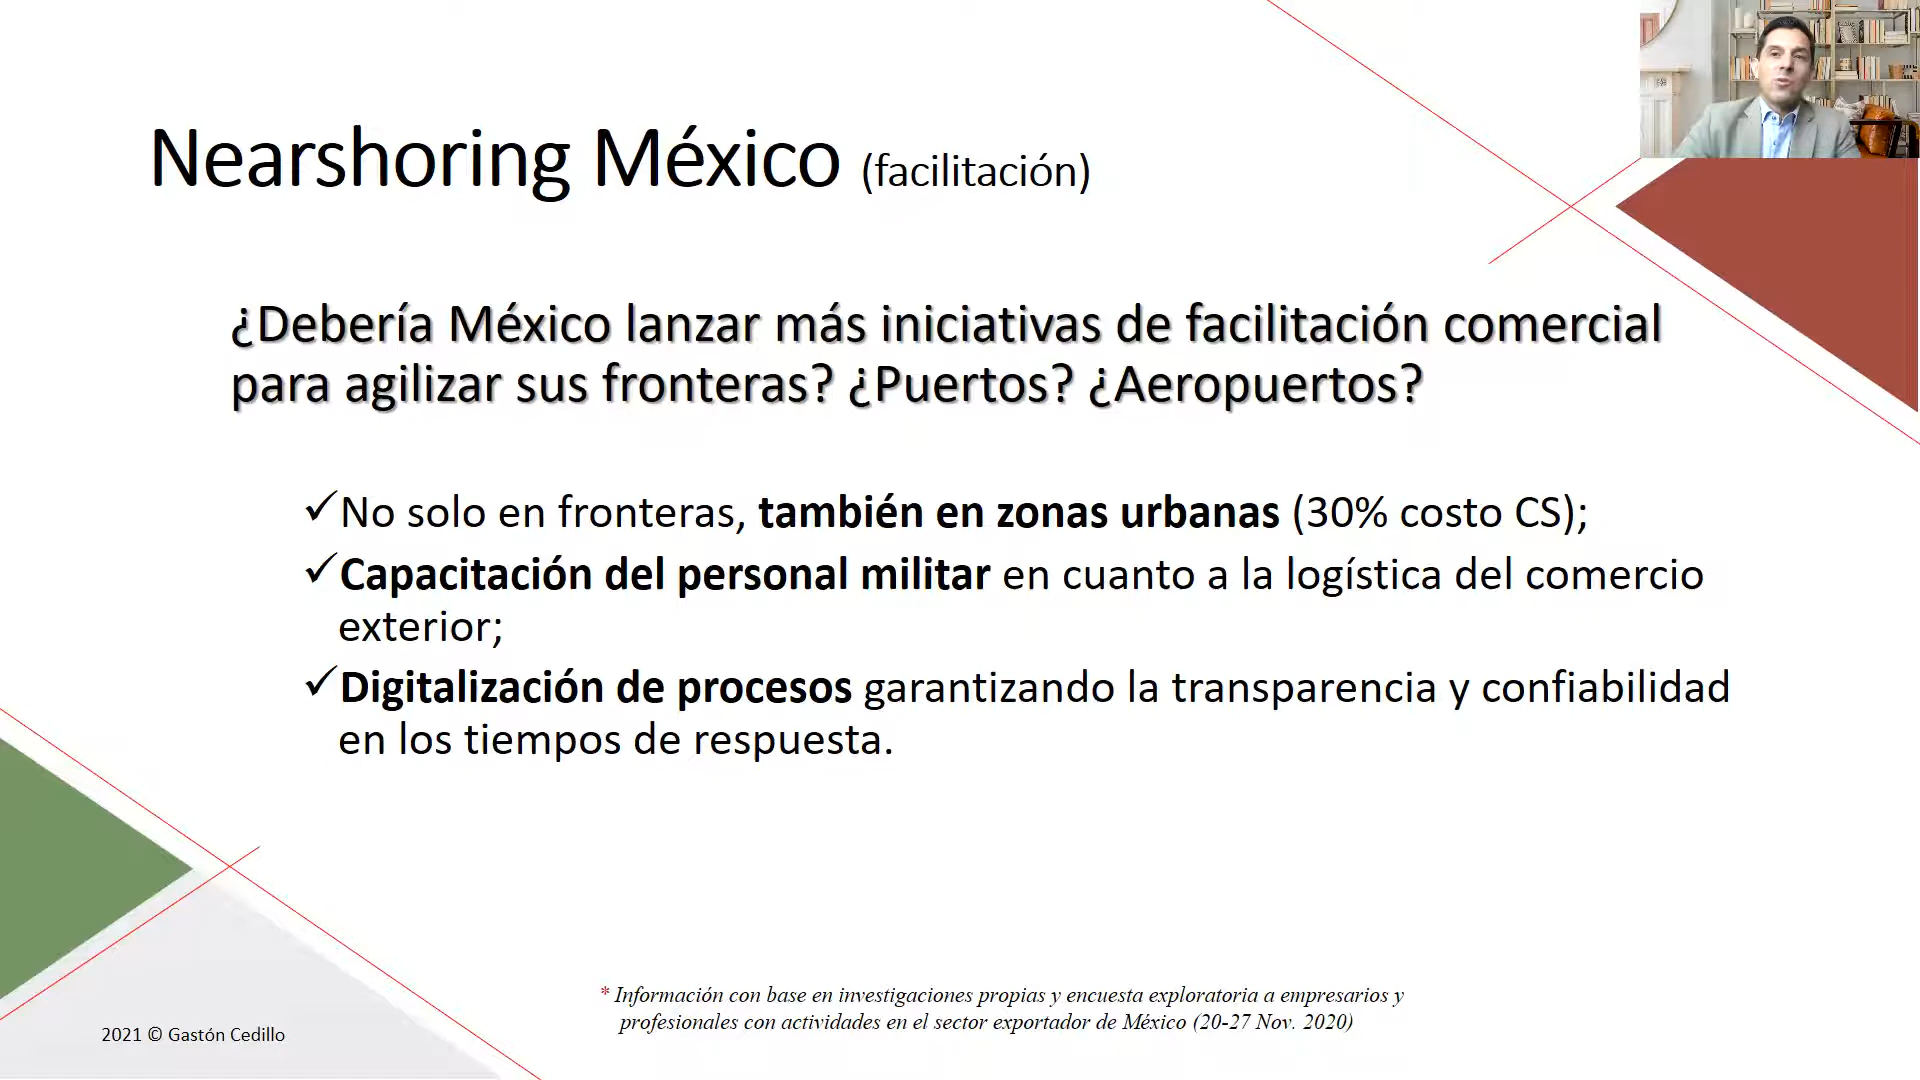 Nearshoring México (facilitación)
¿Debería México lanzar más iniciativas de facilitación comercial
para agilizar sus fronteras? ¿Puertos? ¿Aeropuertos?
✓No solo en fronteras, también en zonas urbanas (30% costo CS);
✓Capacitación del personal militar en cuanto a la logística del comercio
exterior;
✓Digitalización de procesos garantizando la transparencia y confiabilidad
en los tiempos de respuesta.
* Información con base en investigaciones propias y encuesta exploratoria a empresarios y
profesionales con actividades en el sector exportador de México (20-27 Nov. 2020)
2021 © Gastón Cedillo